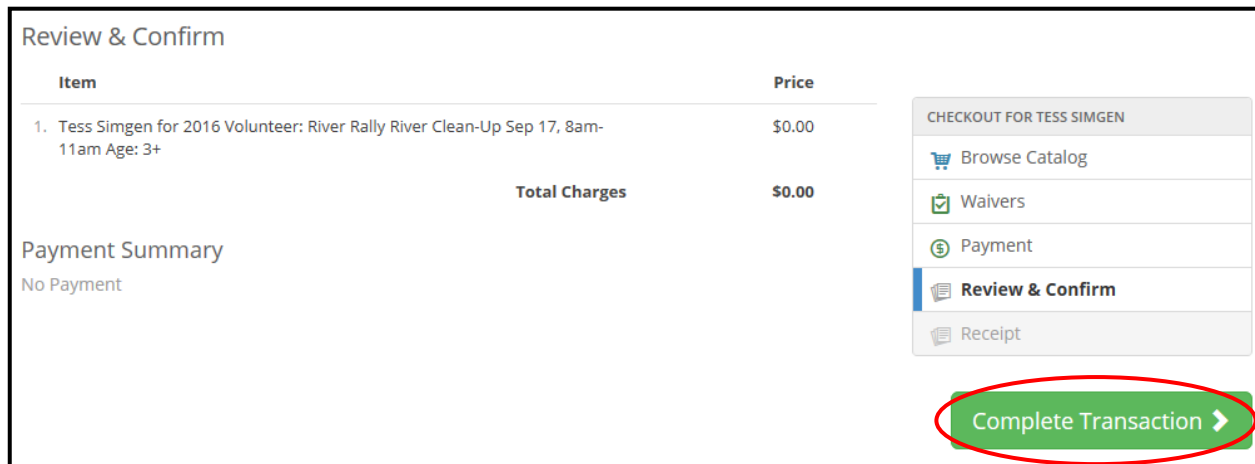 Review & Confirm
Item Price
1. Tess Simgen for 2016 Volunteer: River Rally River Clean-Up Sep 17, 8am- $0.00
11am Age: 3+
Total Charges $0.00
Payment Summary
No Payment
CHECKOUT FOR TESS SIMGEN
Browse Catalog
Waivers
Payment
Review & Confirm
Receipt
Complete Transaction